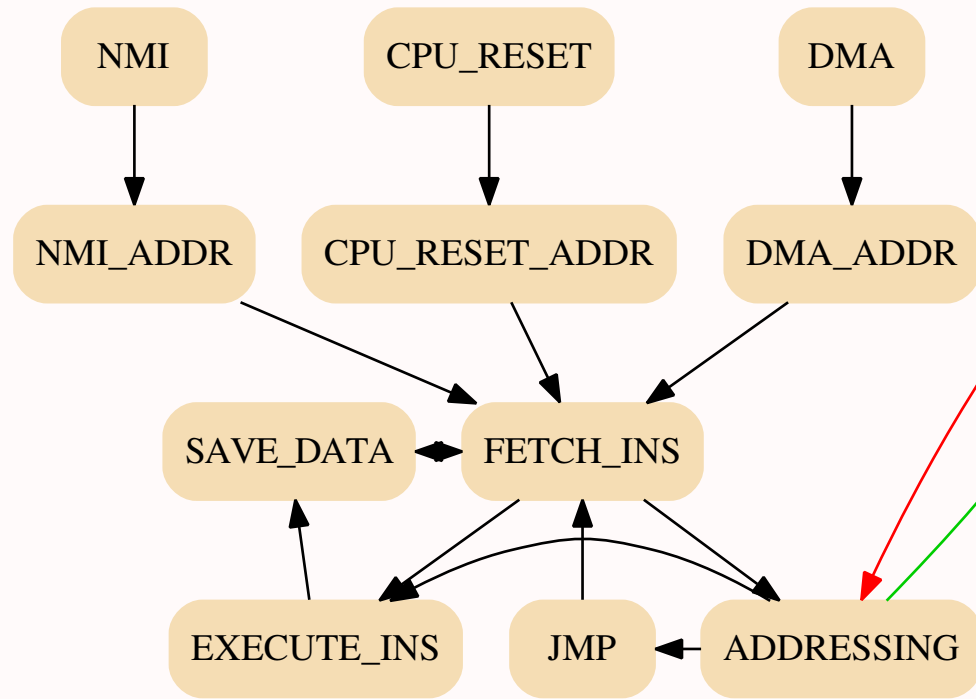 NMI
CPU_RESET
DMA
NMI_ADDR
CPU_RESET_ADDR
DMA_ADDR
SAVE_DATA
FETCH_INS
EXECUTE_INS
JMP
ADDRESSING